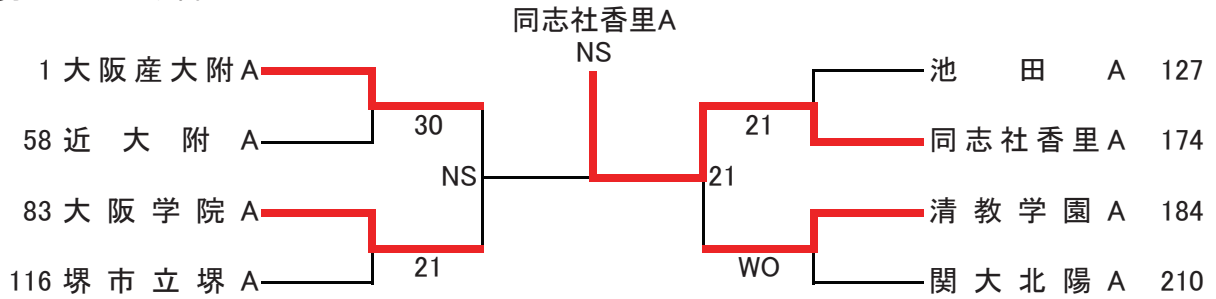 同志社香里A
NS
1 大阪産大附 A
30
58 近大附 A
NS
83 大阪学院 A
21
116 堺市立堺 A
池田 A 127
21
同志社香里 A 174
21
清教学園 A 184
WO
関大北陽 A 210